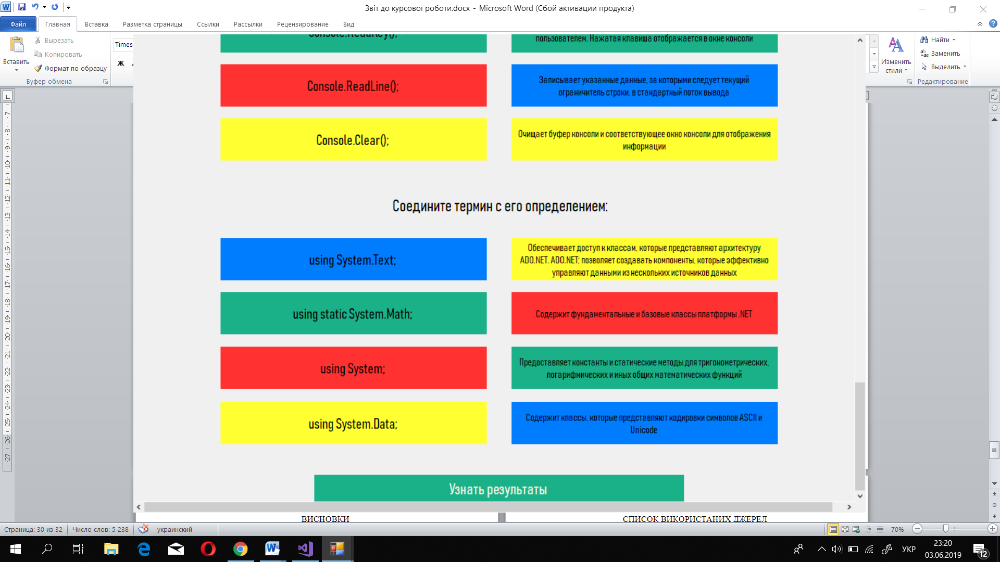 Звіт до курсової роботи.docx - Microsoft Word (Сбой активации продукта)
Файл
Главная
Вставка
Разметка страницы
Ссылки
Рассылки
Рецензирование
Вид
Вставить
Вырезать
Копировать
Формат по образцу
Буфер обмена
Times
Ж
Изменить
стили
Найти
Заменить
Выделить
Редактирование
Console.ReadKey();
пользователем. Нажатая клавиша отображается в окне консоли
Console.ReadLine();
Записывает указанные данные, за которыми следует текущий
ограничитель строки, в стандартный поток вывода
Console.Clear();
Очищает буфер консоли и соответствующее окно консоли для отображения
информации
Соедините термин с его определением:
using System.Text;
Обеспечивает доступ к классам, которые представляют архитектуру
ADO.NET. ADO.NET; позволяет создавать компоненты, которые эффективно
управляют данными из нескольких источников данных
using static System.Math;
Содержит фундаментальные и базовые классы платформы .NET
using System;
Предоставляет константы и статические методы для тригонометрических,
логарифмических и иных общих математических функций
using System.Data;
Содержит классы, которые представляют кодировки символов ASCII и
Unicode
Узнать результаты
ВИСНОВКИ
СПИСОК ВИКОРИСТАНИХ ДЖЕРЕЛ
Страница: 30 из 32
Число слов: 5 238
украинский
70%
УКР
23:20
03.06.2019
12